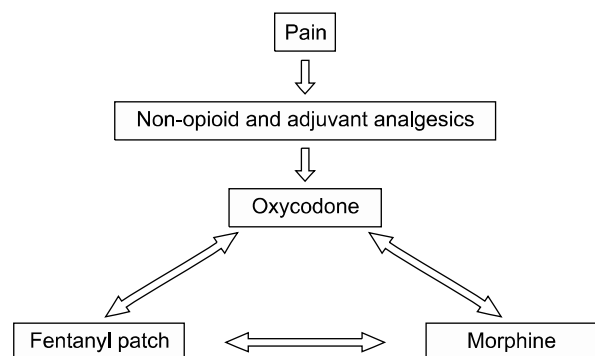 Pain
Non-opioid and adjuvant analgesics
Oxycodone
Fentanyl patch
Morphine